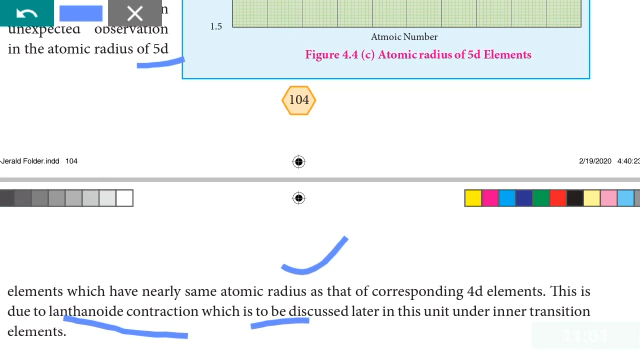 n
unexpected observation
in the atomic radius of 5d
1.5
Atmoic Number
Figure 4.4 (c) Atomic radius of 5d Elements
104
Jerald Folder.indd 104
2/19/2020 4:40:23
elements which have nearly same atomic radius as that of corresponding 4d elements. This is
due to lanthanoide contraction which is to be discussed later in this unit under inner transition
elements.